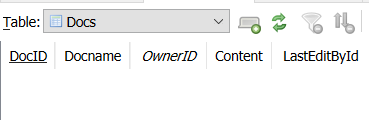 Table: Docs
DocID Docname OwnerID Content LastEditById